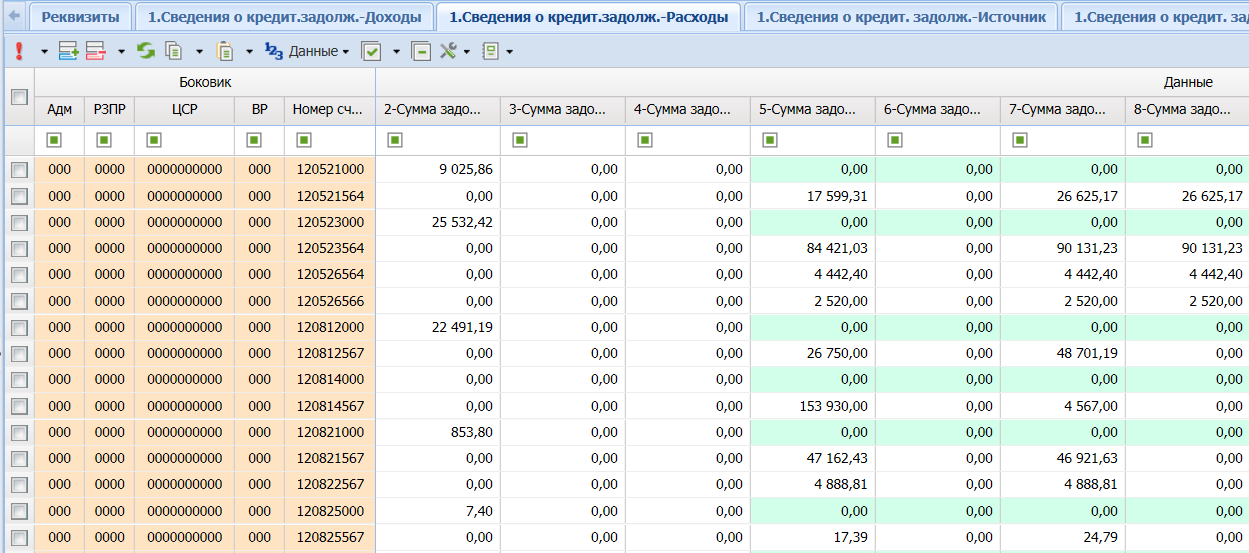 Реквизиты 1.Сведения о кредит.задолж.-Доходы 1.Сведения о кредит.задолж.-Расходы 1.Сведения о кредит. задолж.-Источник 1.Сведения о кредит. зад
Данные
Боковик Данные
Адм РЗПР ЦСР ВР Номер сч... 2-Сумма задо... 3-Сумма задо... 4-Сумма задо... 5-Сумма задо... 6-Сумма задо... 7-Сумма задо... 8-Сумма задо...
000 0000 0000000000 000 120521000 9 025,86 0,00 0,00 0,00 0,00 0,00 0,00
000 0000 0000000000 000 120521564 0,00 0,00 0,00 17 599,31 0,00 26 625,17 26 625,17
000 0000 0000000000 000 120523000 25 532,42 0,00 0,00 0,00 0,00 0,00 0,00
000 0000 0000000000 000 120523564 0,00 0,00 0,00 84 421,03 0,00 90 131,23 90 131,23
000 0000 0000000000 000 120526564 0,00 0,00 0,00 4 442,40 0,00 4 442,40 4 442,40
000 0000 0000000000 000 120526566 0,00 0,00 0,00 2 520,00 0,00 2 520,00 2 520,00
000 0000 0000000000 000 120812000 22 491,19 0,00 0,00 0,00 0,00 0,00 0,00
000 0000 0000000000 000 120812567 0,00 0,00 0,00 26 750,00 0,00 48 701,19 0,00
000 0000 0000000000 000 120814000 0,00 0,00 0,00 0,00 0,00 0,00 0,00
000 0000 0000000000 000 120814567 0,00 0,00 0,00 153 930,00 0,00 4 567,00 0,00
000 0000 0000000000 000 120821000 853,80 0,00 0,00 0,00 0,00 0,00 0,00
000 0000 0000000000 000 120821567 0,00 0,00 0,00 47 162,43 0,00 46 921,63 0,00
000 0000 0000000000 000 120822567 0,00 0,00 0,00 4 888,81 0,00 4 888,81 0,00
000 0000 0000000000 000 120825000 7,40 0,00 0,00 0,00 0,00 0,00 0,00
000 0000 0000000000 000 120825567 0,00 0,00 0,00 17,39 0,00 24,79 0,00